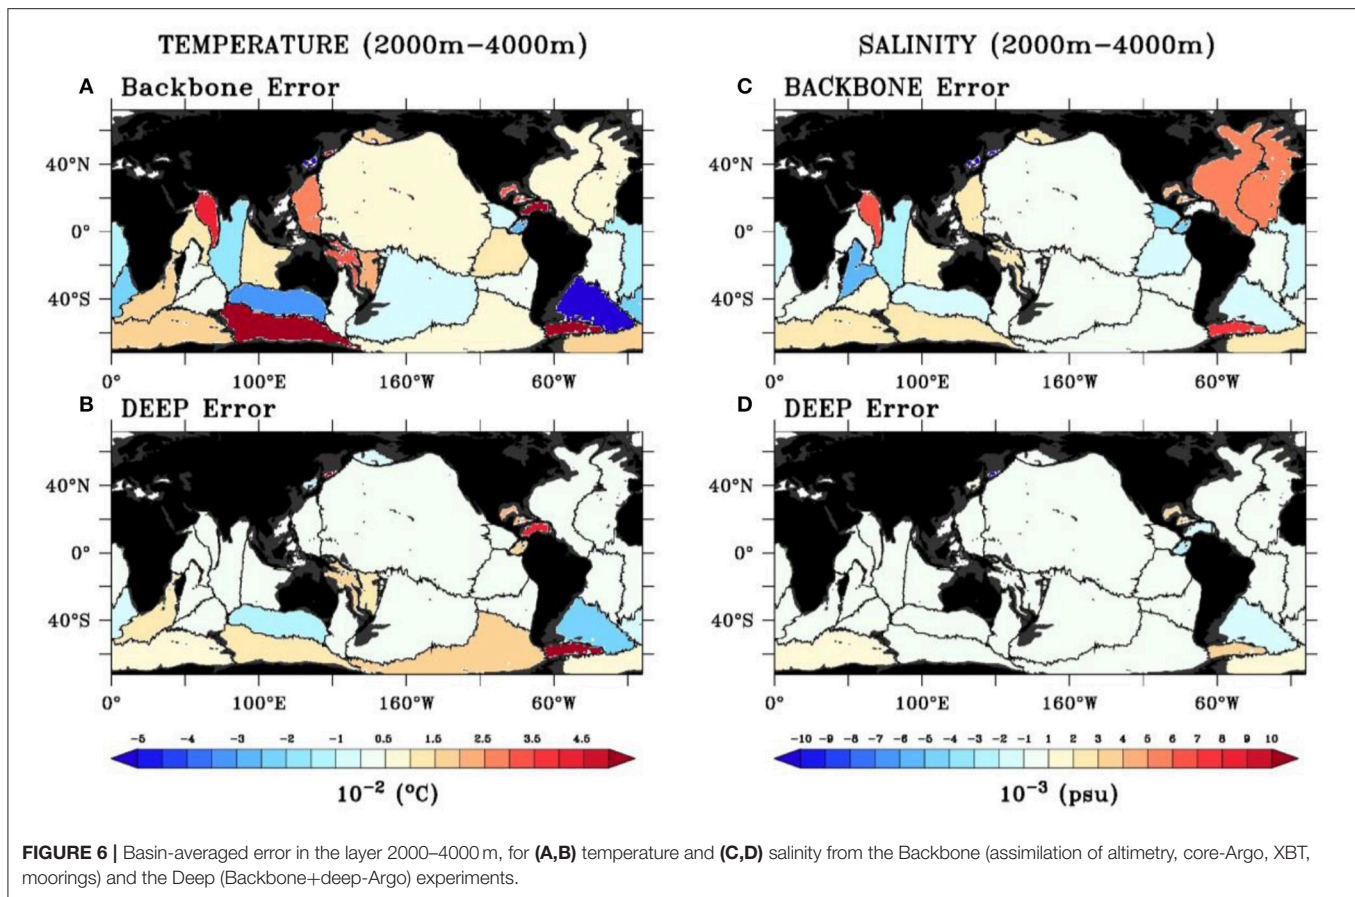 TEMPERATURE (2000m−4000m)
SALINITY (2000m−4000m)
A
Backbone Error
C
BACKBONE Error
40°N
0°
40°S
0°
100°E
160°W
60°W
40°N
0°
40°S
0°
100°E
160°W
60°W
B
DEEP Error
D
DEEP Error
40°N
0°
40°S
0°
100°E
160°W
60°W
40°N
0°
40°S
0°
100°E
160°W
60°W
-5 -4 -3 -2 -1 0.5 1.5 2.5 3.5 4.5
10−2 (°C)
-10 -9 -7 -6 -5 -3 -2 -1 1 2 3 4 5 6 7 8 9 10
10−3 (psu)
FIGURE 6 | Basin-averaged error in the layer 2000–4000 m, for (A,B) temperature and (C,D) salinity from the Backbone (assimilation of altimetry, core-Argo, XBT,
moorings) and the Deep (Backbone+deep-Argo) experiments.